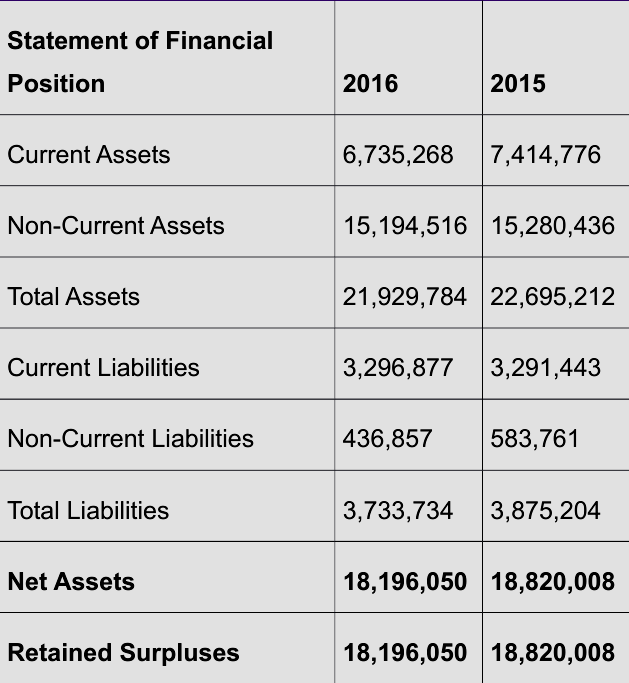 Statement of Financial
Position 2016 2015
Current Assets 6,735,268 7,414,776
Non-Current Assets 15,194,516 15,280,436
Total Assets 21,929,784 22,695,212
Current Liabilities 3,296,877 3,291,443
Non-Current Liabilities 436,857 583,761
Total Liabilities 3,733,734 3,875,204
Net Assets 18,196,050 18,820,008
Retained Surpluses 18,196,050 18,820,008